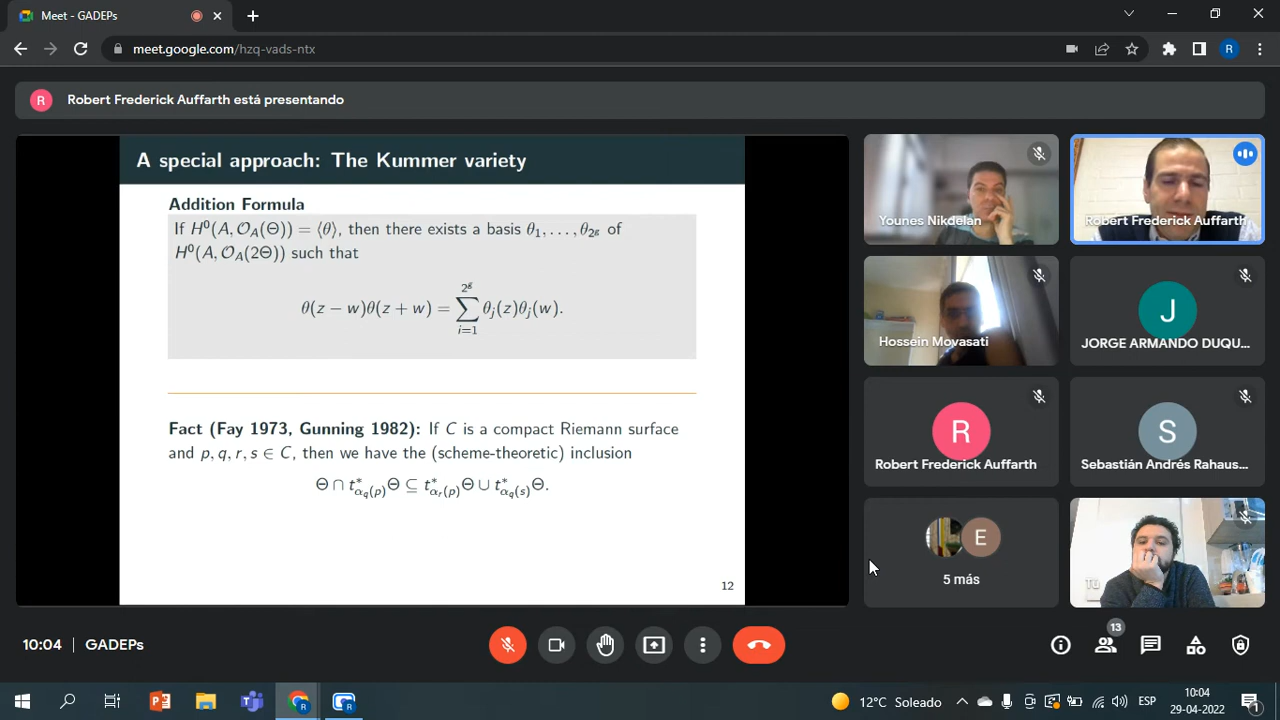 Meet - GADEPs
meet.google.com/hzq-vads-ntx
R
R Robert Frederick Auffarth está presentando
A special approach: The Kummer variety
Addition Formula
If H⁰(A, 𝒪_A(Θ)) = ⟨θ⟩, then there exists a basis θ₁, . . . , θ_{2^g} of
H⁰(A, 𝒪_A(2Θ)) such that
θ(z − w)θ(z + w) = ∑_{i=1}^{2^g} θ_j(z)θ_j(w).
Fact (Fay 1973, Gunning 1982): If C is a compact Riemann surface
and p, q, r, s ∈ C, then we have the (scheme-theoretic) inclusion
Θ ∩ t*_{α_q(p)}Θ ⊆ t*_{α_r(p)}Θ ∪ t*_{α_q(s)}Θ.
12
Younes Nikdelan
Robert Frederick Auffarth
Hossein Movasati
J
JORGE ARMANDO DUQU...
R
Robert Frederick Auffarth
S
Sebastián Andrés Rahaus...
E
5 más
Tú
10:04 | GADEPs
13
12°C Soleado
ESP
10:04
29-04-2022
1